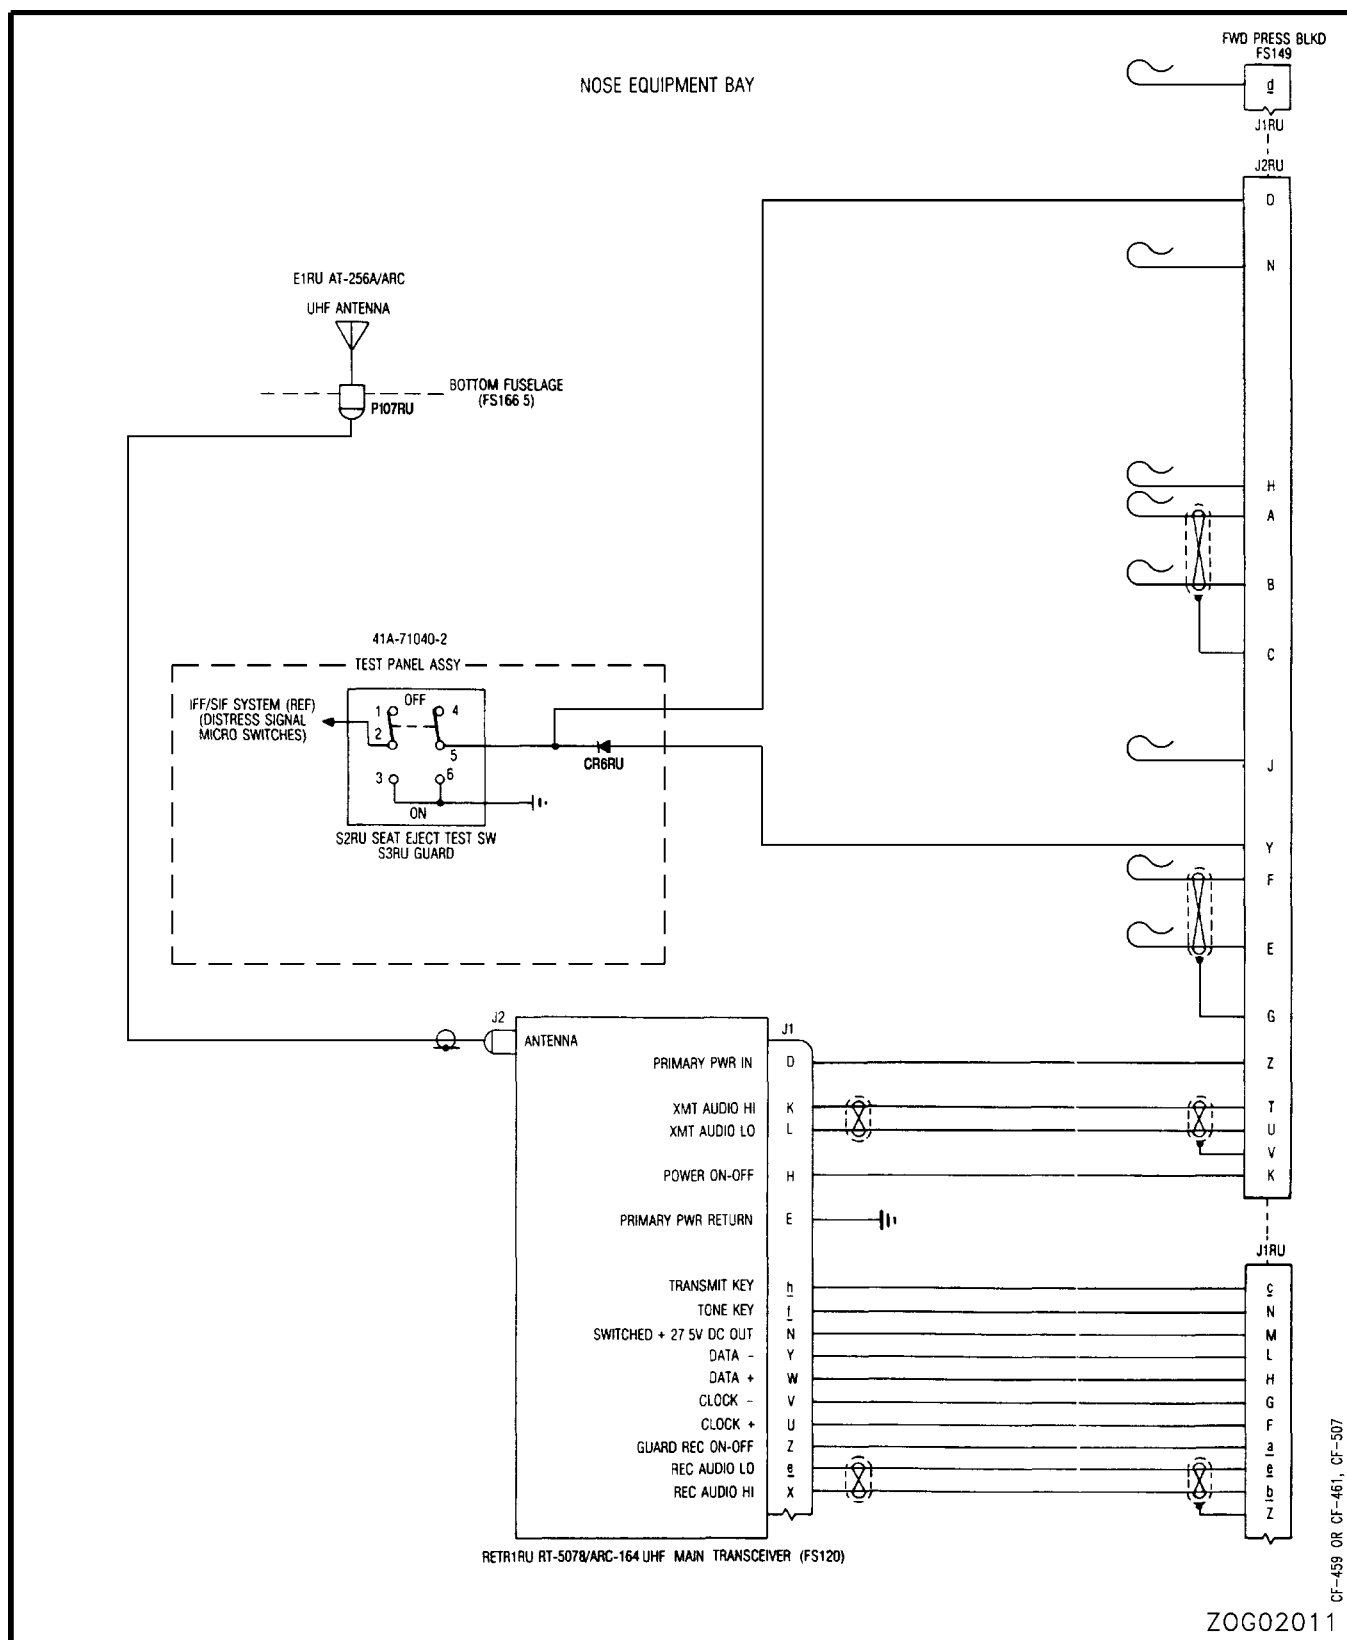 FWD PRESS BLKD
FS149
NOSE EQUIPMENT BAY
d
J1RU
J2RU
D
N
E1RU AT-256A/ARC
UHF ANTENNA
BOTTOM FUSELAGE
(FS166 5)
P107RU
H
A
B
C
41A-71040-2
TEST PANEL ASSY
IFF/SIF SYSTEM (REF)
(DISTRESS SIGNAL
MICRO SWITCHES)
OFF
1
4
2
5
3
6
ON
CR6RU
S2RU SEAT EJECT TEST SW
S3RU GUARD
J
Y
F
E
G
J2
ANTENNA
J1
PRIMARY PWR IN D Z
XMT AUDIO HI K T
XMT AUDIO LO L U
V
POWER ON-OFF H K
PRIMARY PWR RETURN E
J1RU
TRANSMIT KEY h c
TONE KEY f N
SWITCHED + 27 5V DC OUT N M
DATA - Y L
DATA + W H
CLOCK - V G
CLOCK + U F
GUARD REC ON-OFF Z a
REC AUDIO LO e e
REC AUDIO HI X b
Z
RETR1RU RT-5078/ARC-164 UHF MAIN TRANSCEIVER (FS120)
CF-459 OR CF-461, CF-507
ZOG02011